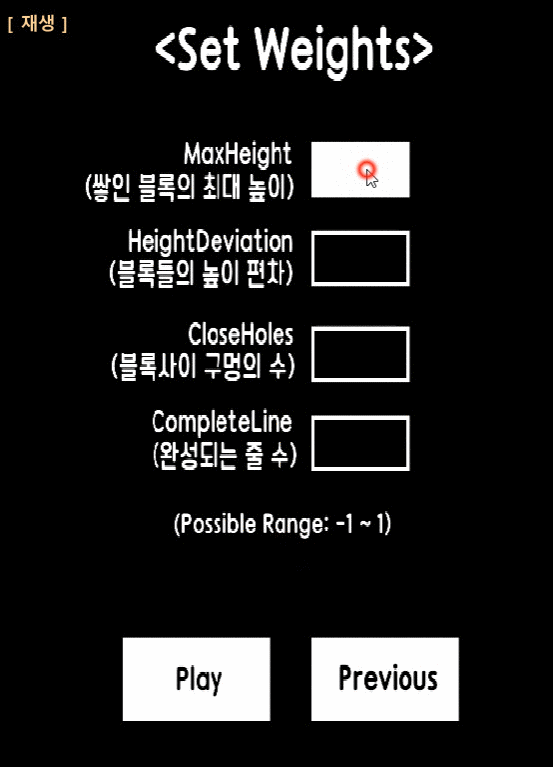 [ 재생 ]
<Set Weights>
MaxHeight
(쌓인 블록의 최대 높이)
HeightDeviation
(블록들의 높이 편차)
CloseHoles
(블록사이 구멍의 수)
CompleteLine
(완성되는 줄 수)
(Possible Range: -1 ~ 1)
Play
Previous